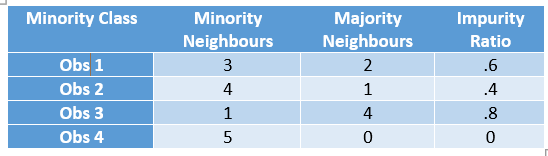 Minority Class Minority Neighbours Majority Neighbours Impurity Ratio
Obs 1 3 2 .6
Obs 2 4 1 .4
Obs 3 1 4 .8
Obs 4 5 0 0